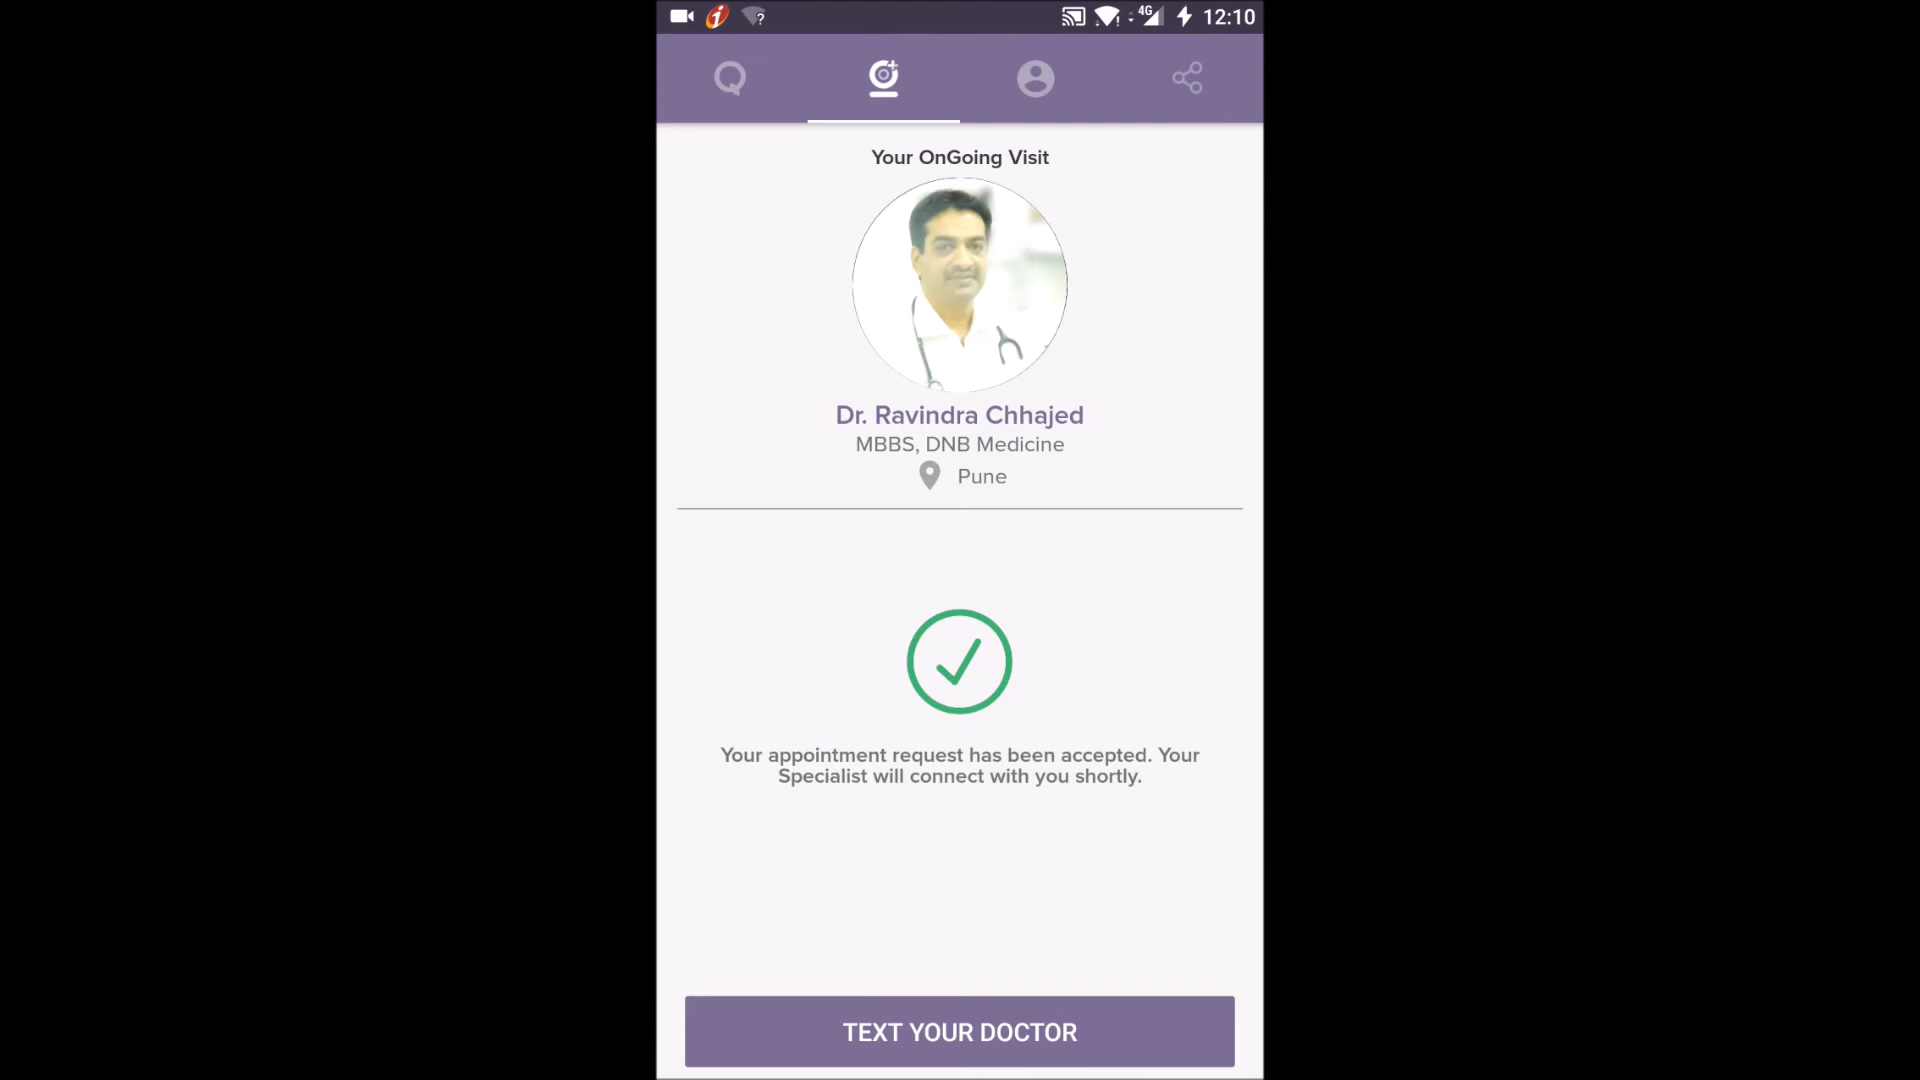 4G 12:10
Your OnGoing Visit
Dr. Ravindra Chhajed
MBBS, DNB Medicine
Pune
Your appointment request has been accepted. Your
Specialist will connect with you shortly.
TEXT YOUR DOCTOR